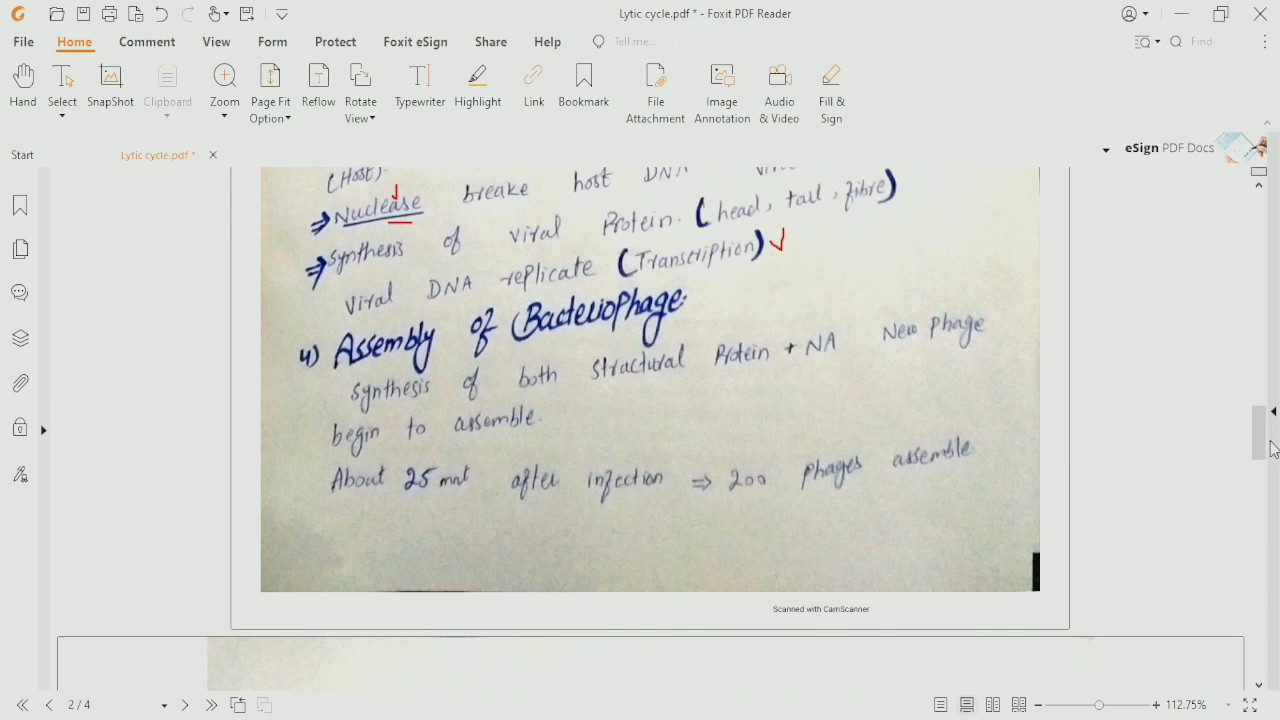 Lytic cycle.pdf * - Foxit PDF Reader
File Home Comment View Form Protect Foxit eSign Share Help Tell me... Find
Hand Select SnapShot Clipboard Zoom Page Fit Option Reflow Rotate View Typewriter Highlight Link Bookmark File Attachment Image Annotation Audio & Video Fill & Sign
Start Lytic cycle.pdf * eSign PDF Docs
(Host).
⇒ Nuclease breake host DNA
⇒ Synthesis of viral Protein. (head, tail, fibre)
Viral DNA replicate (Transcription)
4) Assembly of Bacteriophage:
Synthesis of both structural Protein + NA New Phage
begin to assemble.
About 25 mnt after infection ⇒ 200 phages assemble
Scanned with CamScanner
2 / 4 112.75%